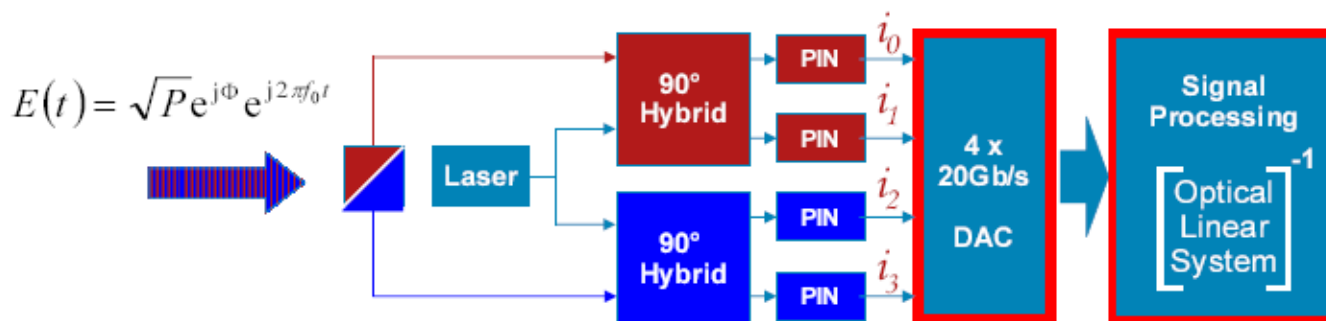 E(t) = √P e^{jΦ} e^{j2πf₀t}
Laser
90°
Hybrid
90°
Hybrid
PIN
PIN
PIN
PIN
i₀
i₁
i₂
i₃
4 x
20Gb/s
DAC
Signal
Processing
[Optical
Linear
System]⁻¹